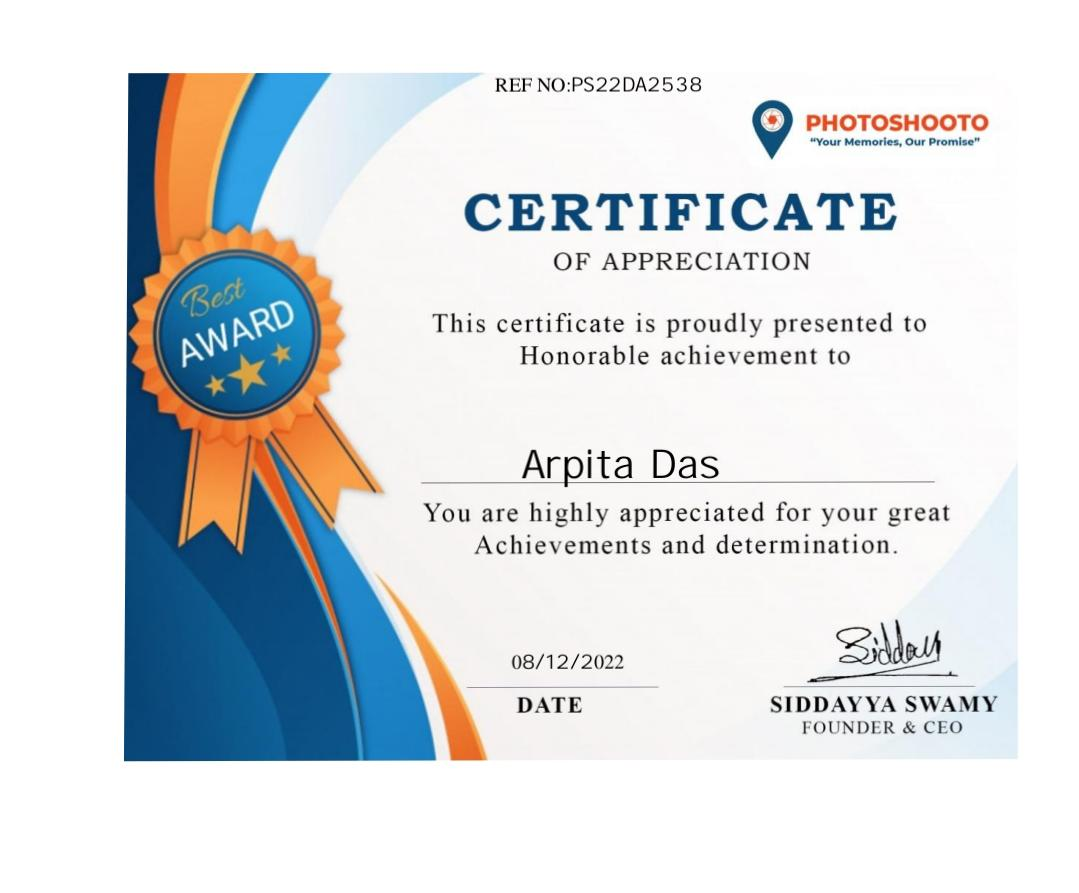 REF NO:PS22DA2538
PHOTOSHOOTO
"Your Memories, Our Promise"
CERTIFICATE
OF APPRECIATION
Best
AWARD
This certificate is proudly presented to
Honorable achievement to
Arpita Das
You are highly appreciated for your great
Achievements and determination.
08/12/2022
DATE
Sidday
SIDDAYYA SWAMY
FOUNDER & CEO